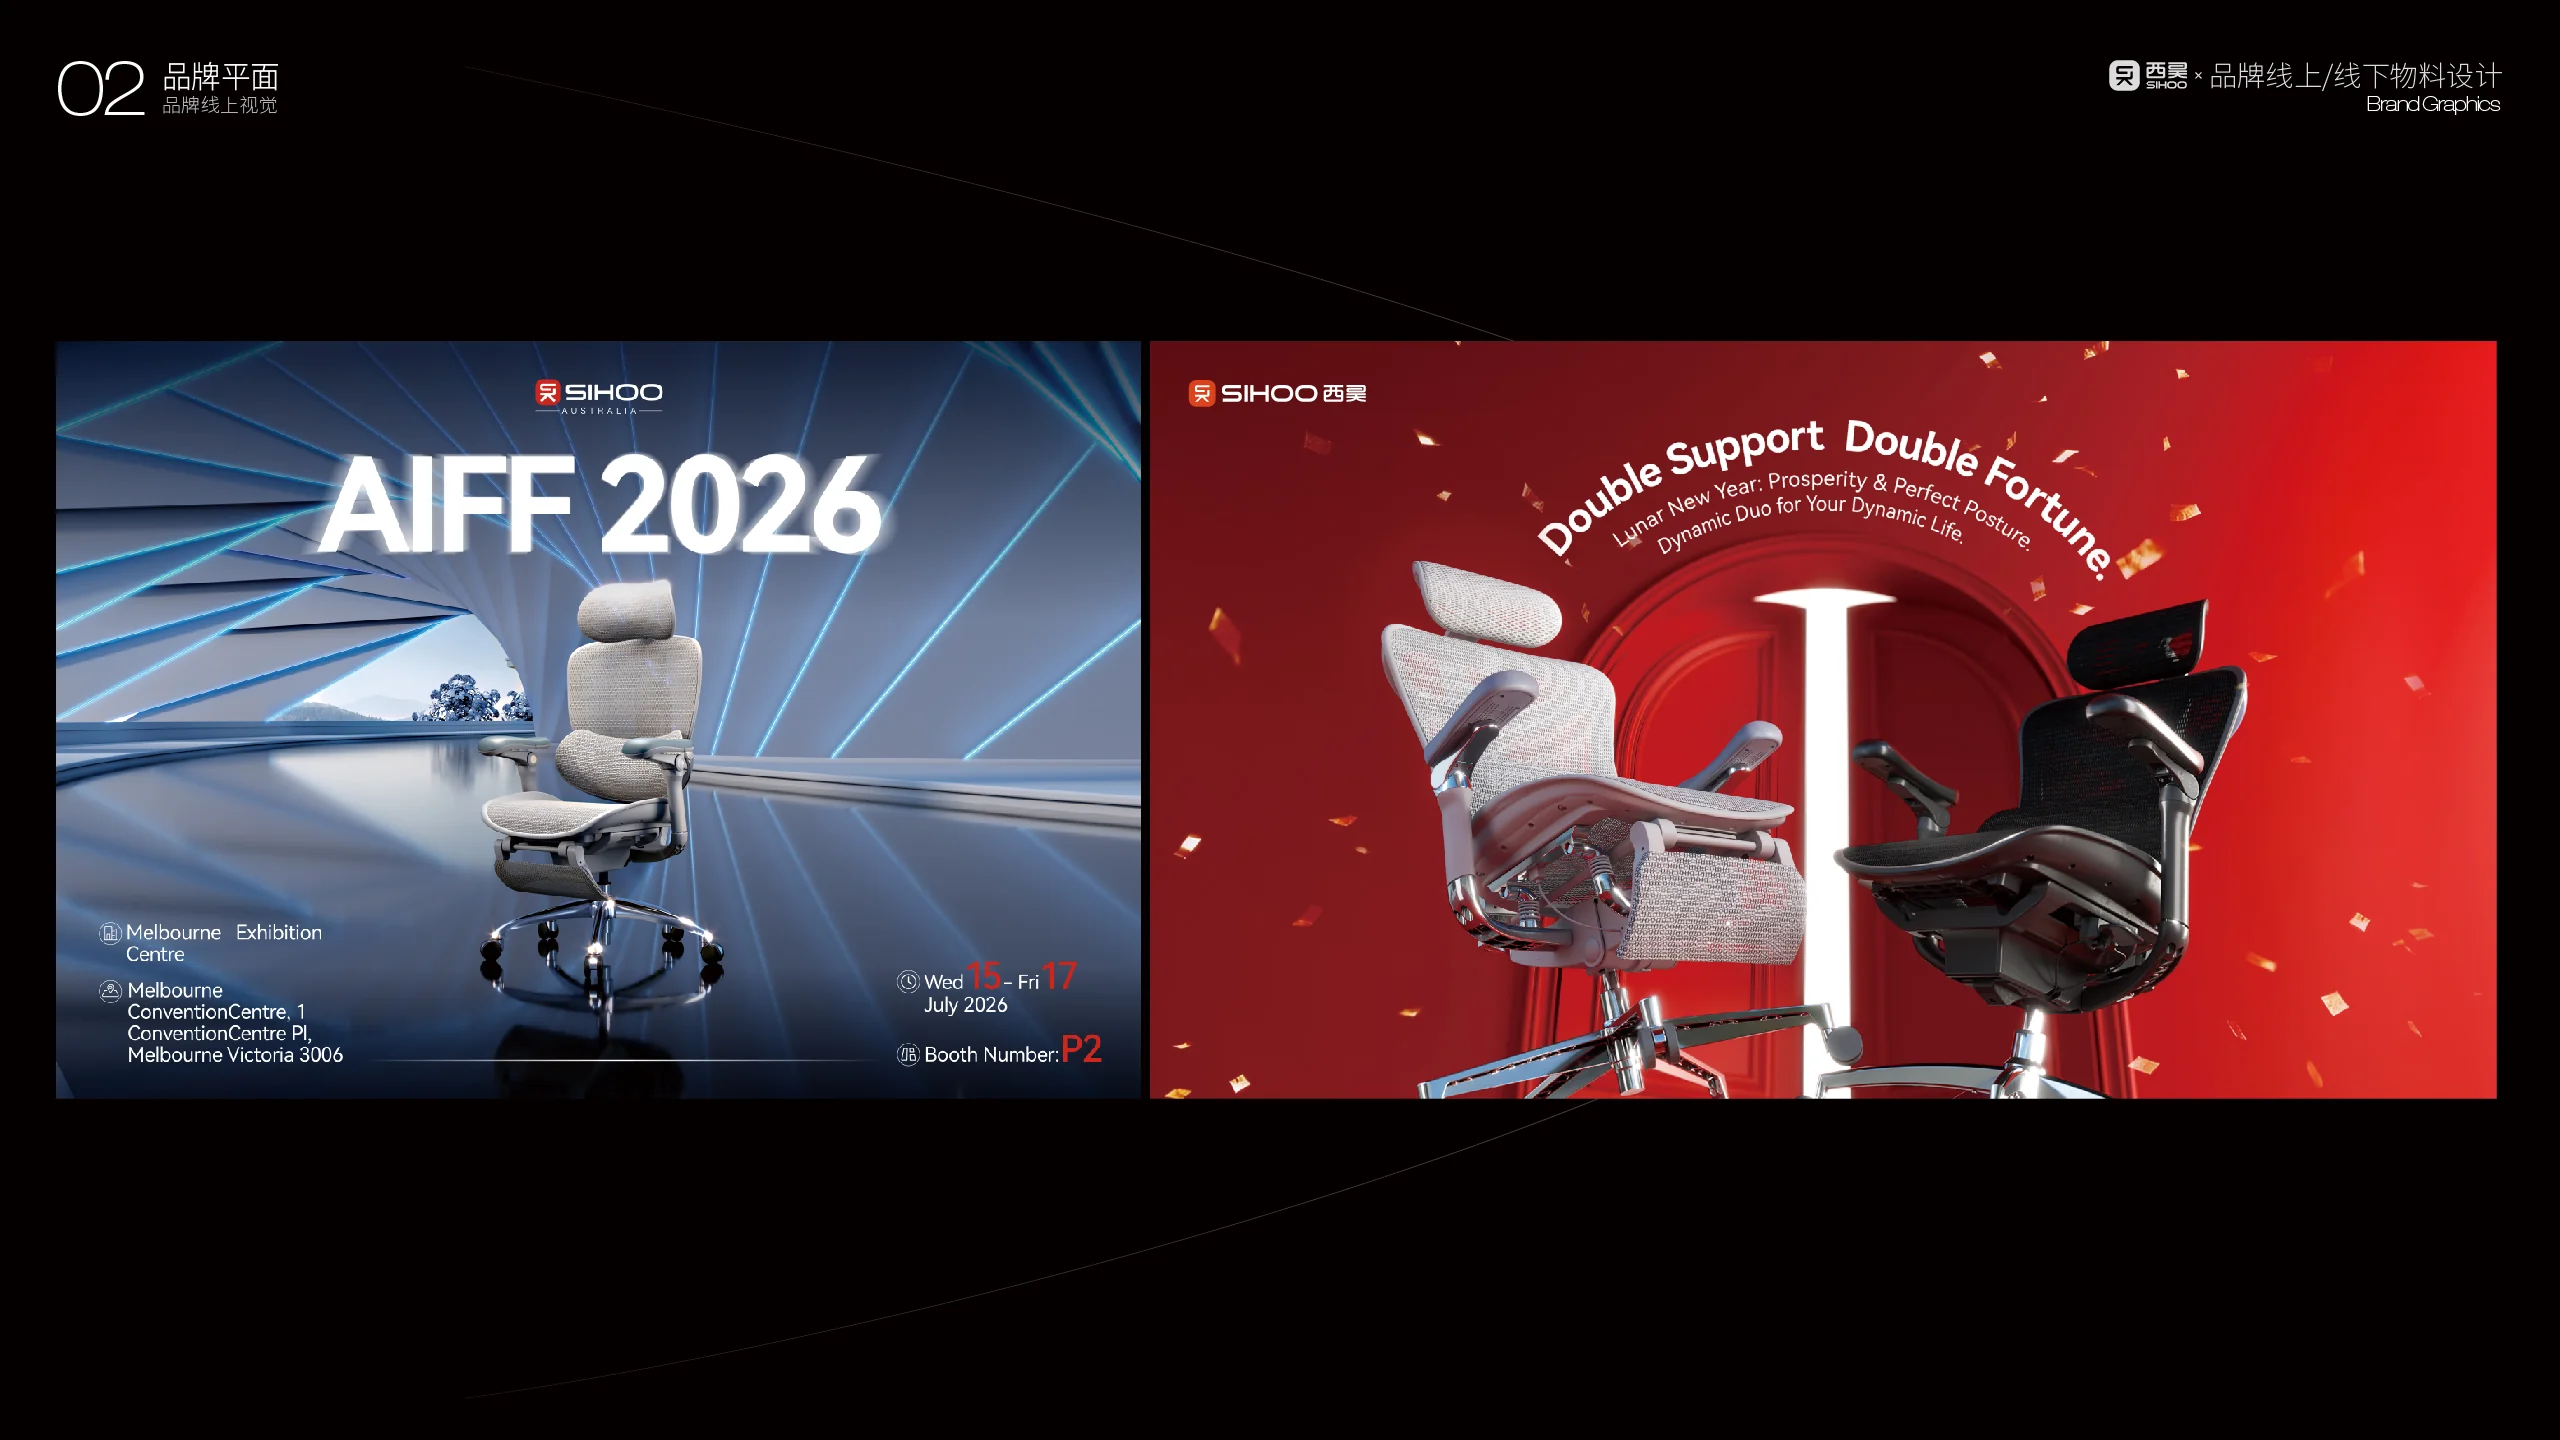 02
品牌平面
品牌线上视觉
西昊
SIHOO
× 品牌线上/线下物料设计
Brand Graphics
SIHOO
AUSTRALIA
AIFF 2026
Melbourne Exhibition
Centre
Melbourne
ConventionCentre, 1
ConventionCentre Pl,
Melbourne Victoria 3006
Wed 15 - Fri 17
July 2026
Booth Number: P2
SIHOO 西昊
Double Support Double Fortune.
Lunar New Year: Prosperity & Perfect Posture.
Dynamic Duo for Your Dynamic Life.